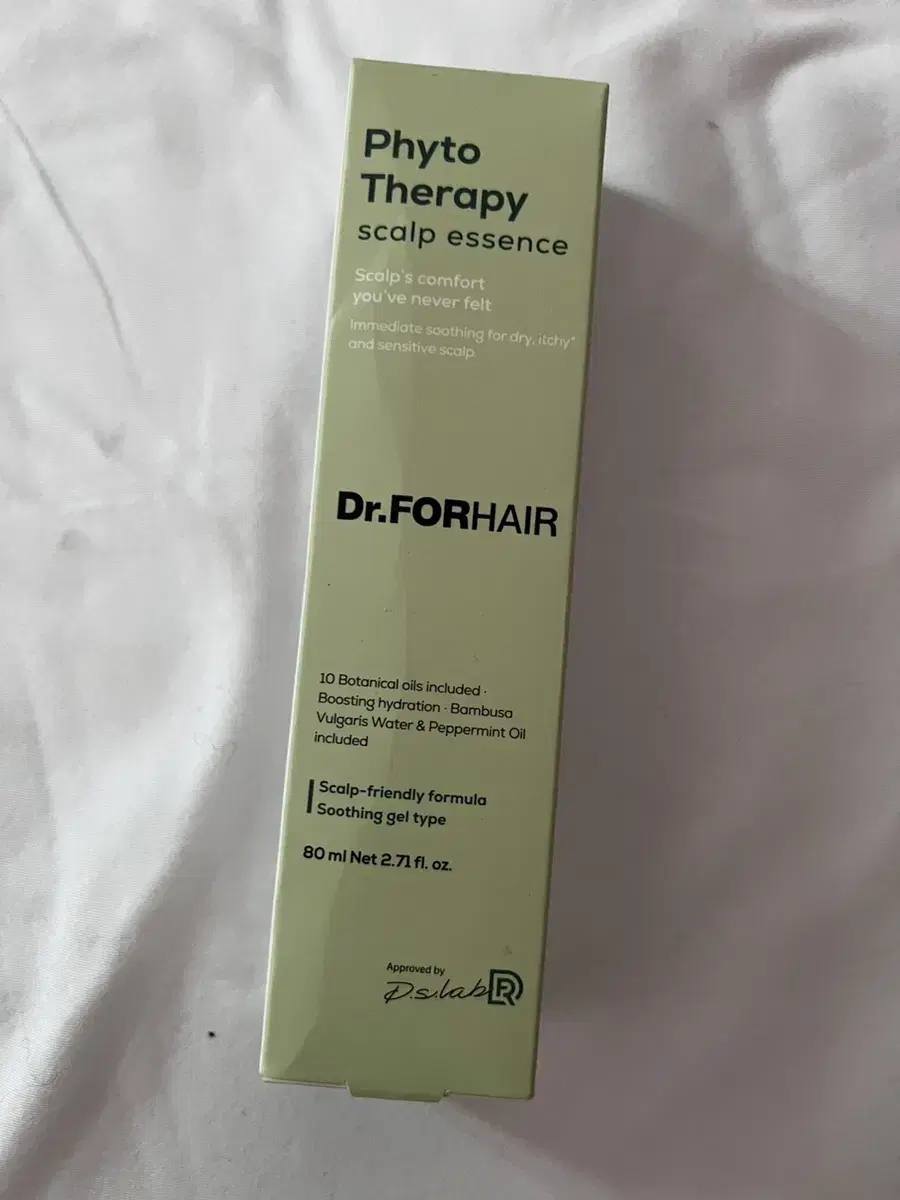 Phyto
Therapy
scalp essence
Scalp's comfort
you've never felt
Immediate soothing for dry, itchy*
and sensitive scalp
Dr.FORHAIR
10 Botanical oils included ·
Boosting hydration · Bambusa
Vulgaris Water & Peppermint Oil
included
Scalp-friendly formula
Soothing gel type
80 ml Net 2.71 fl. oz.
Approved by
D.s.lab